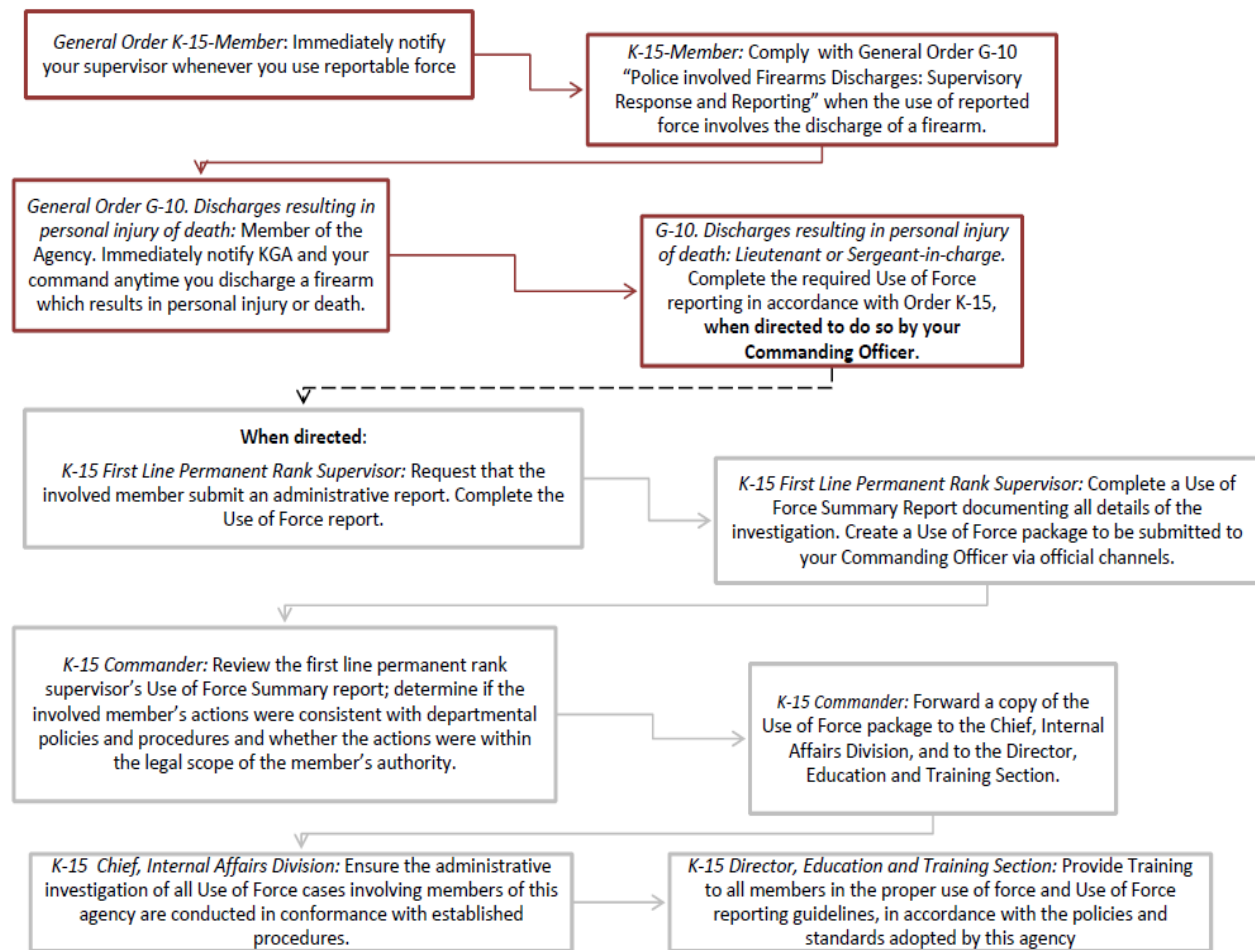 General Order K-15-Member: Immediately notify
your supervisor whenever you use reportable force
K-15-Member: Comply with General Order G-10
“Police involved Firearms Discharges: Supervisory
Response and Reporting” when the use of reported
force involves the discharge of a firearm.
General Order G-10. Discharges resulting in
personal injury of death: Member of the
Agency. Immediately notify KGA and your
command anytime you discharge a firearm
which results in personal injury or death.
G-10. Discharges resulting in personal injury
of death: Lieutenant or Sergeant-in-charge.
Complete the required Use of Force
reporting in accordance with Order K-15,
when directed to do so by your
Commanding Officer.
When directed:
K-15 First Line Permanent Rank Supervisor: Request that the
involved member submit an administrative report. Complete the
Use of Force report.
K-15 First Line Permanent Rank Supervisor: Complete a Use of
Force Summary Report documenting all details of the
investigation. Create a Use of Force package to be submitted to
your Commanding Officer via official channels.
K-15 Commander: Review the first line permanent rank
supervisor’s Use of Force Summary report; determine if the
involved member’s actions were consistent with departmental
policies and procedures and whether the actions were within
the legal scope of the member’s authority.
K-15 Commander: Forward a copy of the
Use of Force package to the Chief, Internal
Affairs Division, and to the Director,
Education and Training Section.
K-15 Chief, Internal Affairs Division: Ensure the administrative
investigation of all Use of Force cases involving members of this
agency are conducted in conformance with established
procedures.
K-15 Director, Education and Training Section: Provide Training
to all members in the proper use of force and Use of Force
reporting guidelines, in accordance with the policies and
standards adopted by this agency